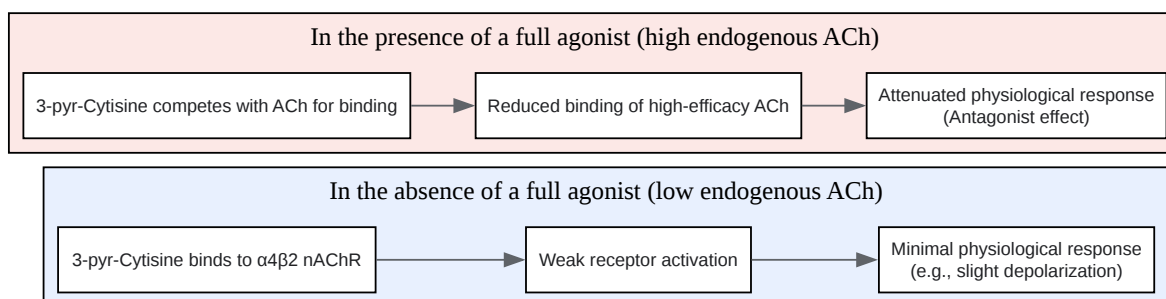 In the presence of a full agonist (high endogenous ACh)
3-pyr-Cytisine competes with ACh for binding
Reduced binding of high-efficacy ACh
Attenuated physiological response
(Antagonist effect)
In the absence of a full agonist (low endogenous ACh)
3-pyr-Cytisine binds to α4β2 nAChR
Weak receptor activation
Minimal physiological response
(e.g., slight depolarization)